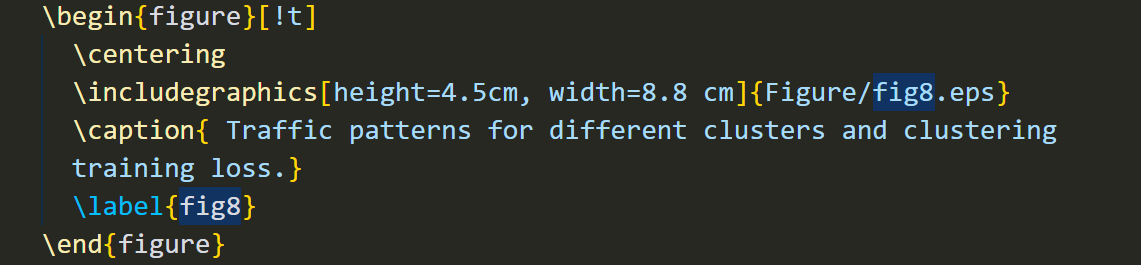 \begin{figure}[!t]
\centering
\includegraphics[height=4.5cm, width=8.8 cm]{Figure/fig8.eps}
\caption{ Traffic patterns for different clusters and clustering
training loss.}
\label{fig8}
\end{figure}